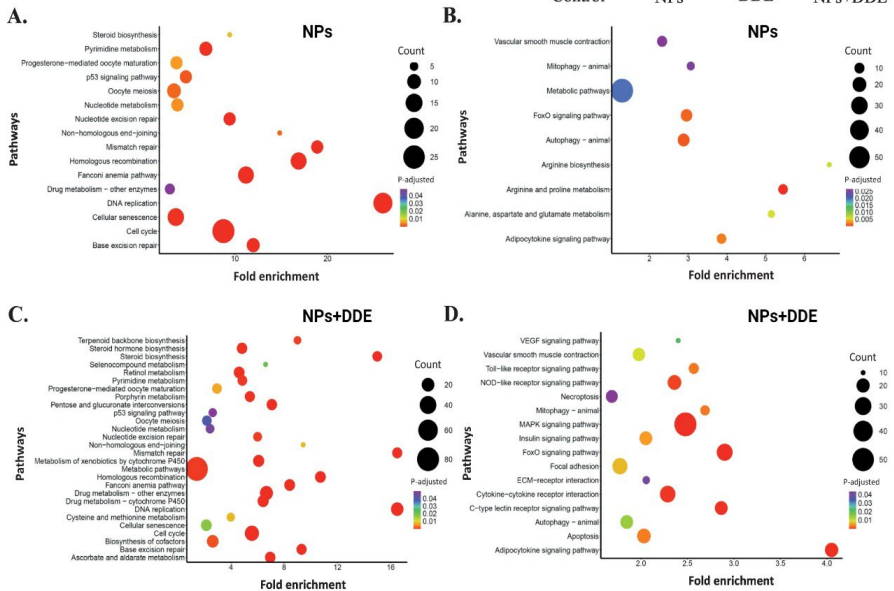 Control NPs DDE NPs+DDE
A.
NPs
Pathways
Steroid biosynthesis
Pyrimidine metabolism
Progesterone−mediated oocyte maturation
p53 signaling pathway
Oocyte meiosis
Nucleotide metabolism
Nucleotide excision repair
Non−homologous end−joining
Mismatch repair
Homologous recombination
Fanconi anemia pathway
Drug metabolism − other enzymes
DNA replication
Cellular senescence
Cell cycle
Base excision repair
10 20
Fold enrichment
Count
5
10
15
20
25
P-adjusted
0.04
0.03
0.02
0.01
B.
NPs
Pathways
Vascular smooth muscle contraction
Mitophagy − animal
Metabolic pathways
FoxO signaling pathway
Autophagy − animal
Arginine biosynthesis
Arginine and proline metabolism
Alanine, aspartate and glutamate metabolism
Adipocytokine signaling pathway
2 3 4 5 6
Fold enrichment
Count
10
20
30
40
50
P-adjusted
0.025
0.020
0.015
0.010
0.005
C.
NPs+DDE
Pathways
Terpenoid backbone biosynthesis
Steroid hormone biosynthesis
Steroid biosynthesis
Selenocompound metabolism
Retinol metabolism
Pyrimidine metabolism
Progesterone−mediated oocyte maturation
Porphyrin metabolism
Pentose and glucuronate interconversions
p53 signaling pathway
Oocyte meiosis
Nucleotide metabolism
Nucleotide excision repair
Non−homologous end−joining
Mismatch repair
Metabolism of xenobiotics by cytochrome P450
Metabolic pathways
Homologous recombination
Fanconi anemia pathway
Drug metabolism − other enzymes
Drug metabolism − cytochrome P450
DNA replication
Cysteine and methionine metabolism
Cellular senescence
Cell cycle
Biosynthesis of cofactors
Base excision repair
Ascorbate and aldarate metabolism
4 8 12 16
Fold enrichment
Count
20
40
60
80
P-adjusted
0.04
0.03
0.02
0.01
D.
NPs+DDE
Pathways
VEGF signaling pathway
Vascular smooth muscle contraction
Toll−like receptor signaling pathway
NOD−like receptor signaling pathway
Necroptosis
Mitophagy − animal
MAPK signaling pathway
Insulin signaling pathway
FoxO signaling pathway
Focal adhesion
ECM−receptor interaction
Cytokine−cytokine receptor interaction
C−type lectin receptor signaling pathway
Autophagy − animal
Apoptosis
Adipocytokine signaling pathway
2.0 2.5 3.0 3.5 4.0
Fold enrichment
Count
10
20
30
40
50
P-adjusted
0.04
0.03
0.02
0.01